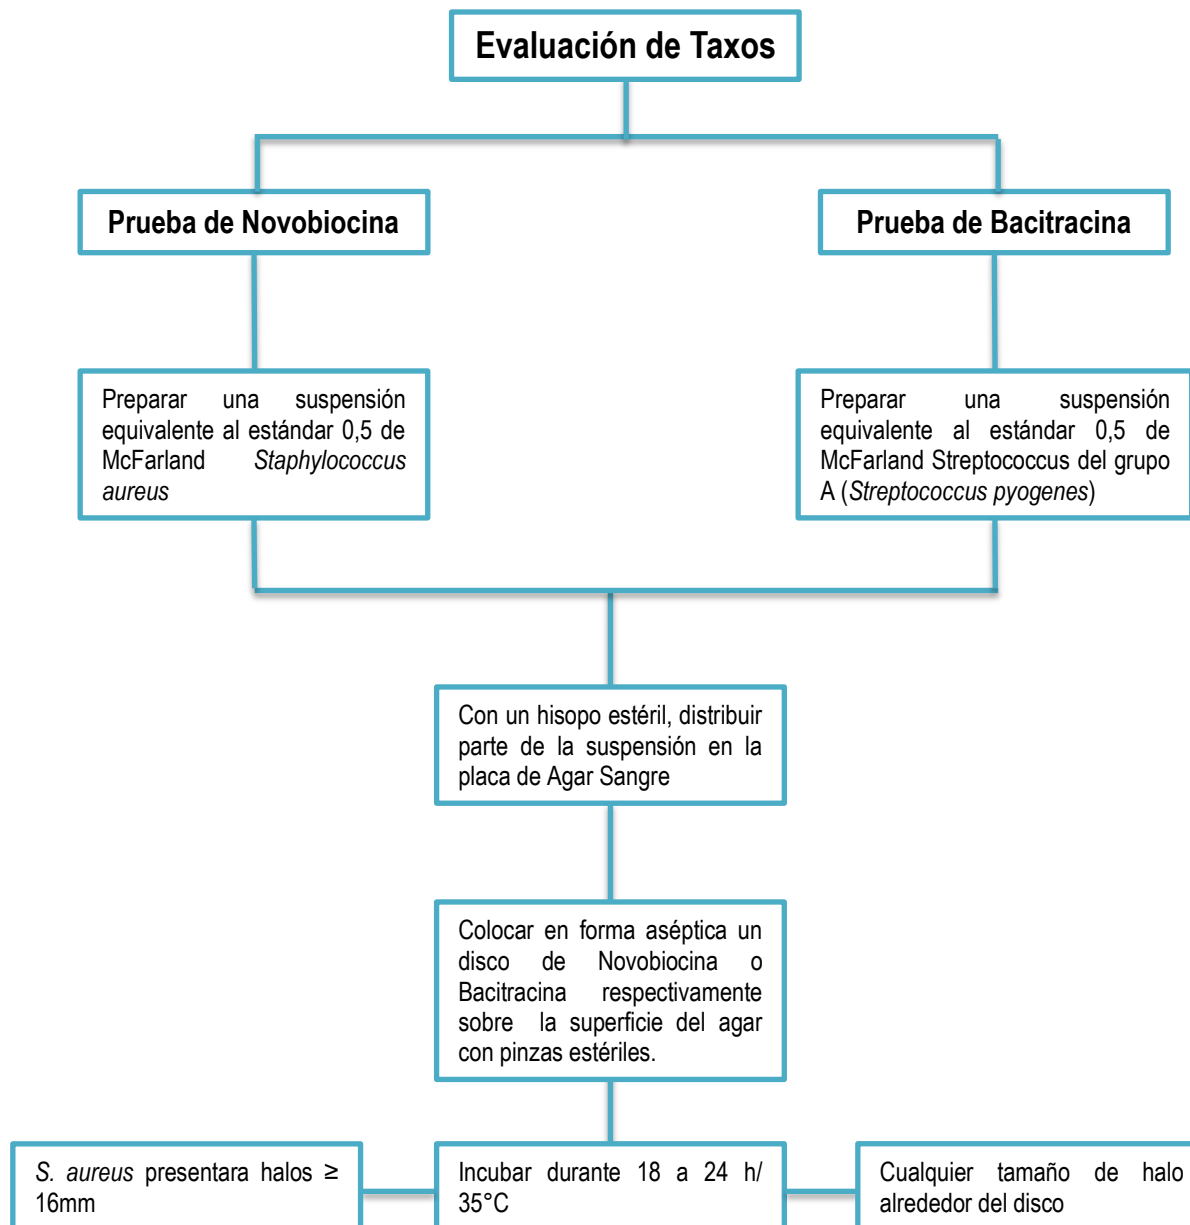 Evaluación de Taxos
Prueba de Novobiocina
Prueba de Bacitracina
Preparar una suspensión
equivalente al estándar 0,5 de
McFarland Staphylococcus
aureus
Preparar una suspensión
equivalente al estándar 0,5 de
McFarland Streptococcus del grupo
A (Streptococcus pyogenes)
Con un hisopo estéril, distribuir
parte de la suspensión en la
placa de Agar Sangre
Colocar en forma aséptica un
disco de Novobiocina o
Bacitracina respectivamente
sobre la superficie del agar
con pinzas estériles.
S. aureus presentara halos ≥
16mm
Incubar durante 18 a 24 h/
35°C
Cualquier tamaño de halo
alrededor del disco